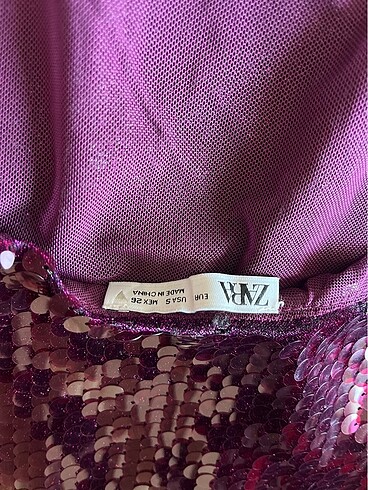 ZARA
EUR
USA S MEX 26
MADE IN CHINA